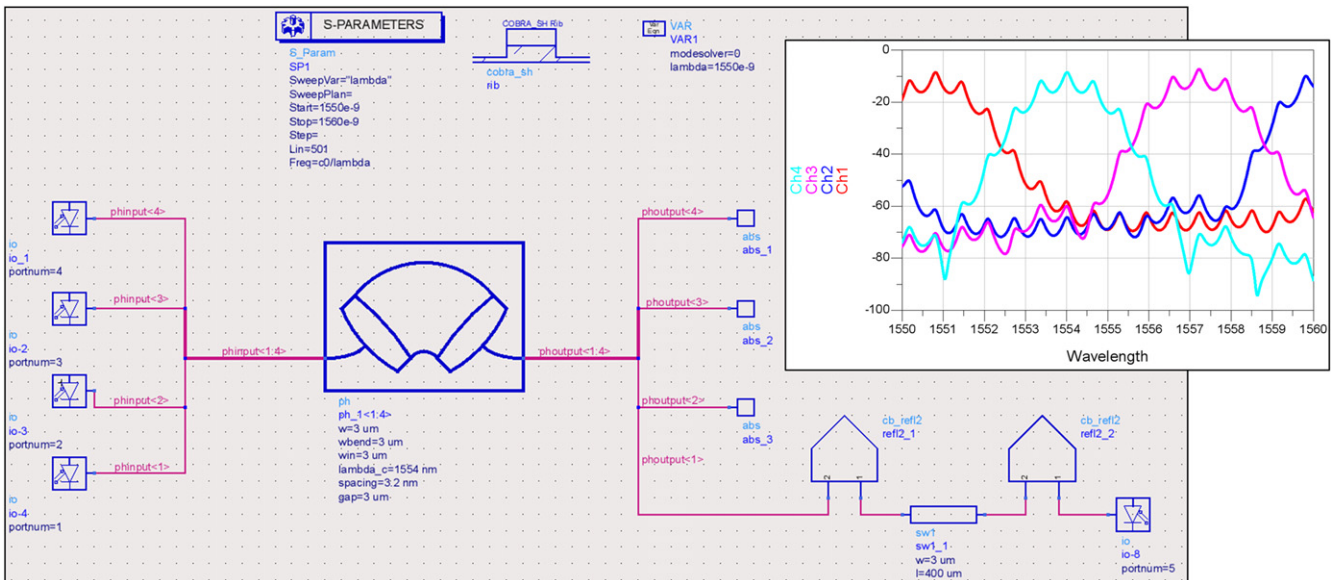 S-PARAMETERS
S_Param
SP1
SweepVar="lambda"
SweepPlan=
Start=1550e-9
Stop=1560e-9
Step=
Lin=501
Freq=c0/lambda
COBRA_SH Rib
cobra_sh
rib
Var
Eqn
VAR
VAR1
modesolver=0
lambda=1550e-9
phinput<4>
io
io_1
portnum=4
phinput<3>
io
io-2
portnum=3
phinput<2>
io
io-3
portnum=2
phinput<1>
io
io-4
portnum=1
phinput<1:4>
ph
ph_1<1:4>
w=3 um
wbend=3 um
win=3 um
lambda_c=1554 nm
spacing=3.2 nm
gap=3 um
phoutput<1:4>
phoutput<4>
abs
abs_1
phoutput<3>
abs
abs_2
phoutput<2>
abs
abs_3
phoutput<1>
cb_refl2
refl2_1
2
1
sw1
sw1_1
w=3 um
l=400 um
cb_refl2
refl2_2
2
1
io
io-8
portnum=5
Ch4
Ch3
Ch2
Ch1
0
-20
-40
-60
-80
-100
1550
1551
1552
1553
1554
1555
1556
1557
1558
1559
1560
Wavelength